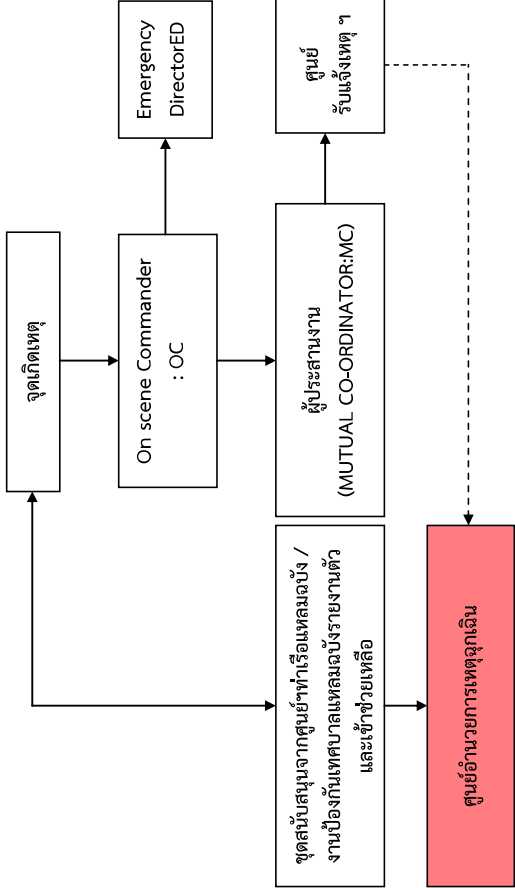 จุดเกิดเหตุ
On scene Commander
: OC
Emergency
DirectorED
ผู้ประสานงาน
(MUTUAL CO-ORDINATOR:MC)
ศูนย์
รับแจ้งเหตุ ฯ
ชุดสนับสนุนจากศูนย์ฯท่าเรือแหลมฉบัง /
งานป้องกันเทศบาลแหลมฉบังรายงานตัว
และเข้าช่วยเหลือ
ศูนย์อำนวยการเหตุฉุกเฉิน